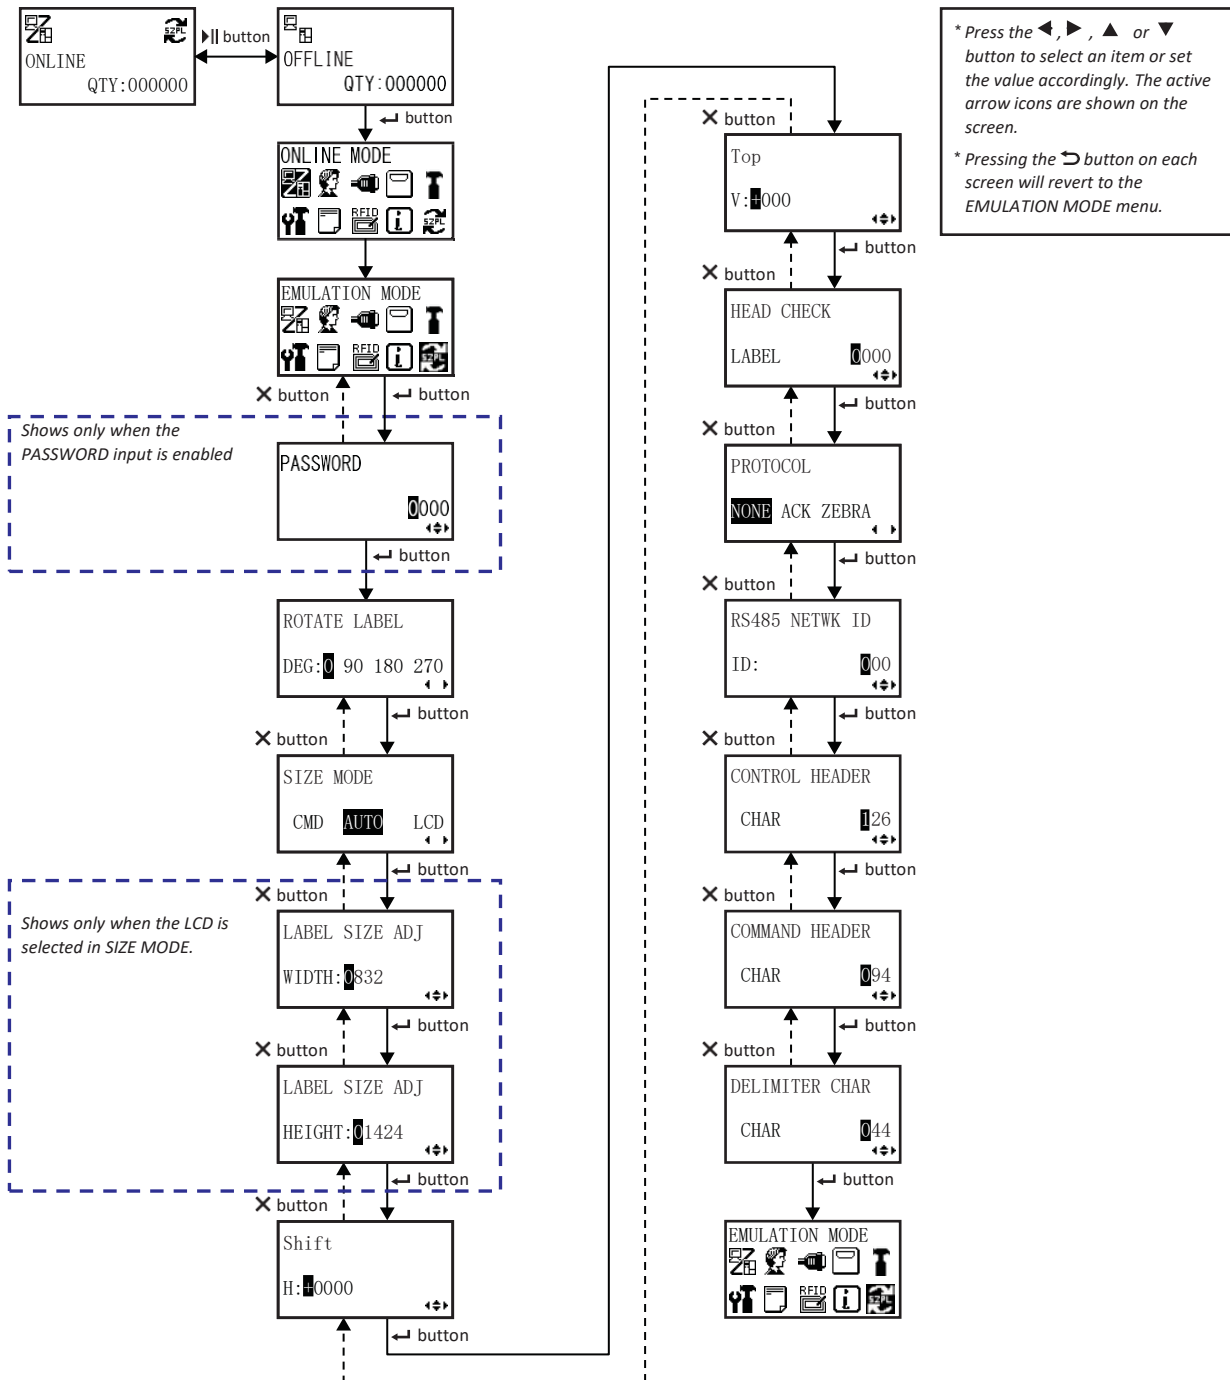 SZPL
ONLINE
QTY:000000
button
OFFLINE
QTY:000000
button
ONLINE MODE
RFID
i
SZPL
EMULATION MODE
RFID
i
SZPL
button
button
Shows only when the
PASSWORD input is enabled
PASSWORD
0000
button
ROTATE LABEL
DEG:0 90 180 270
button
button
SIZE MODE
CMD AUTO LCD
button
button
Shows only when the LCD is
selected in SIZE MODE.
LABEL SIZE ADJ
WIDTH:0832
button
button
LABEL SIZE ADJ
HEIGHT:01424
button
button
Shift
H:+0000
button
button
Top
V:+000
button
button
HEAD CHECK
LABEL 0000
button
button
PROTOCOL
NONE ACK ZEBRA
button
button
RS485 NETWK ID
ID: 000
button
button
CONTROL HEADER
CHAR 126
button
button
COMMAND HEADER
CHAR 094
button
button
DELIMITER CHAR
CHAR 044
button
EMULATION MODE
RFID
i
SZPL
* Press the ◀, ▶, ▲ or ▼
button to select an item or set
the value accordingly. The active
arrow icons are shown on the
screen.
* Pressing the ⮌ button on each
screen will revert to the
EMULATION MODE menu.